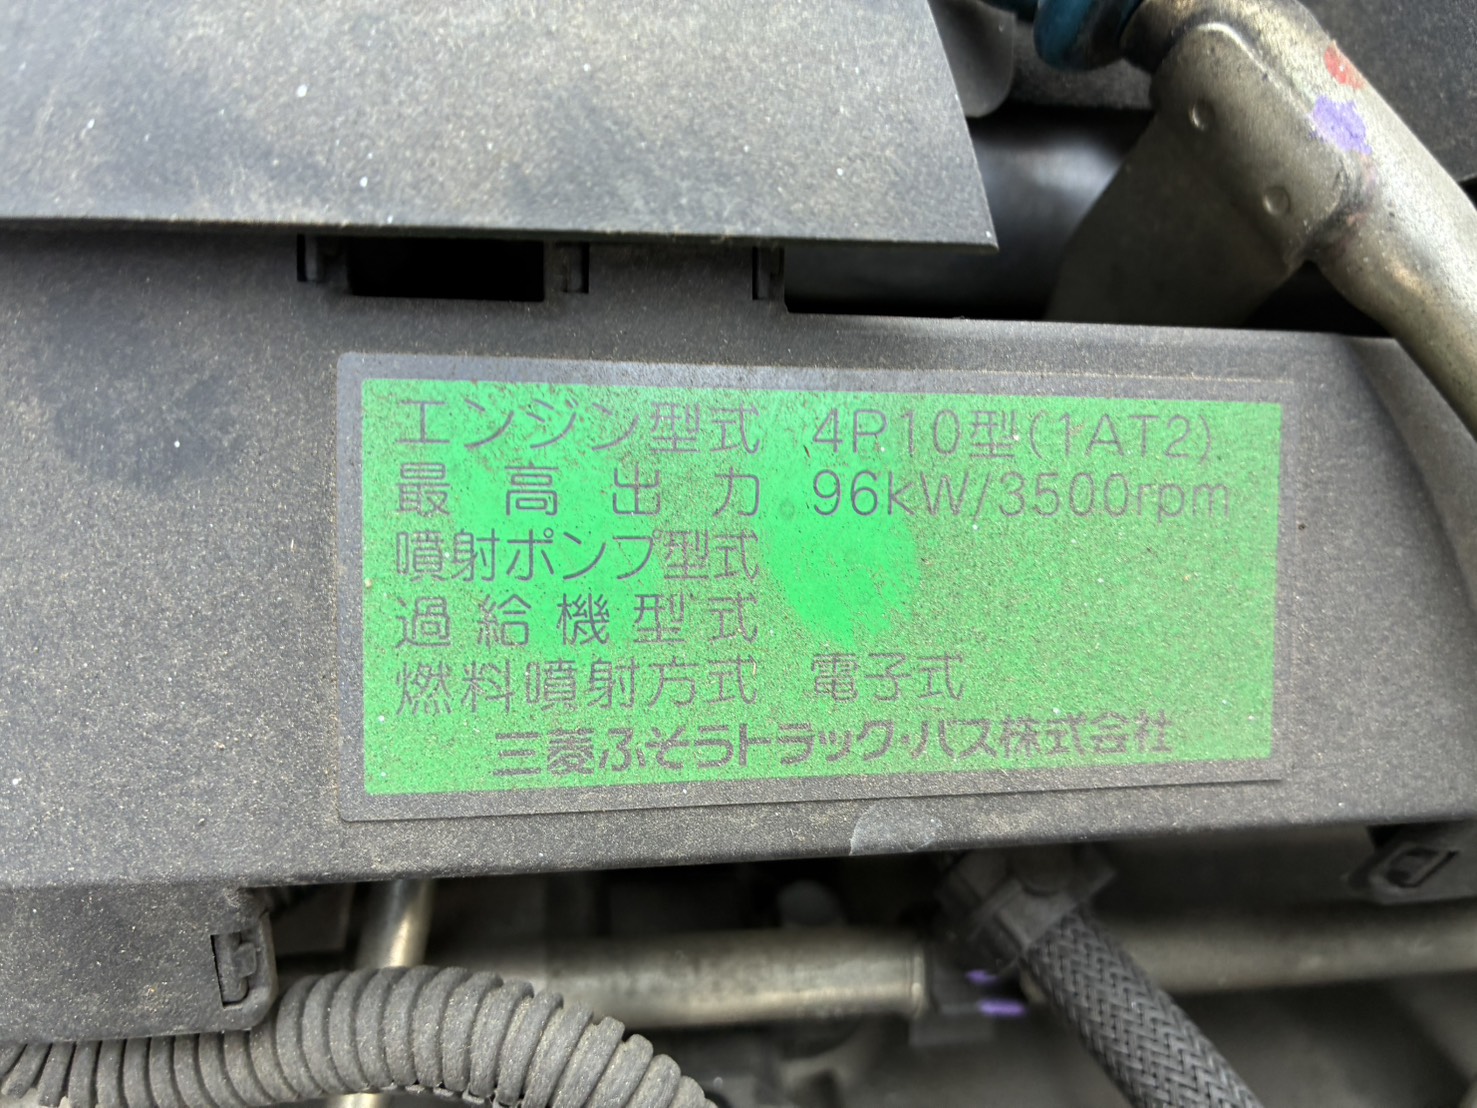 エンジン型式 4P10型(1AT2)
最高出力 96kW/3500rpm
噴射ポンプ型式
過給機型式
燃料噴射方式 電子式
三菱ふそうトラック・バス株式会社